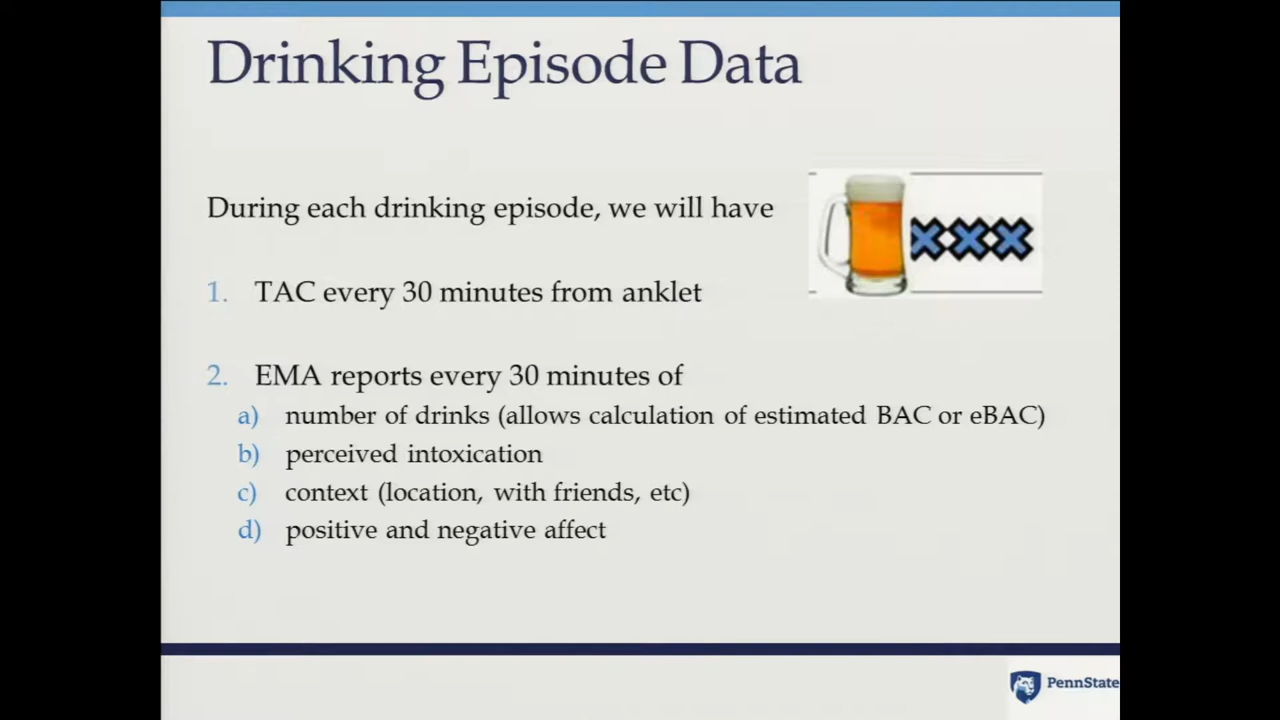 Drinking Episode Data
During each drinking episode, we will have
1. TAC every 30 minutes from anklet
2. EMA reports every 30 minutes of
a) number of drinks (allows calculation of estimated BAC or eBAC)
b) perceived intoxication
c) context (location, with friends, etc)
d) positive and negative affect
XXX
PennState